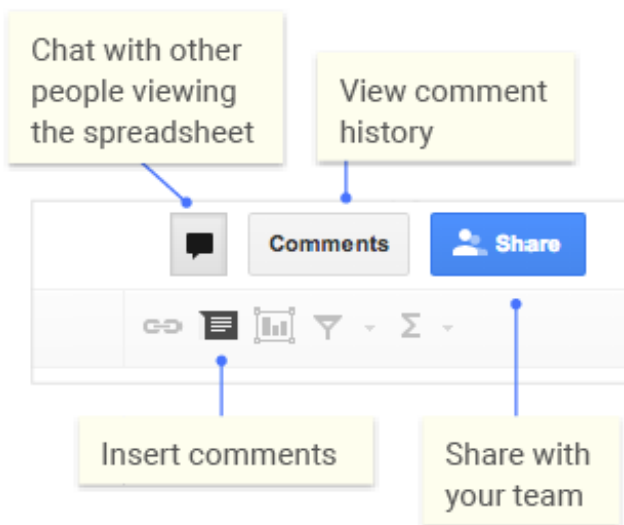 Chat with other
people viewing
the spreadsheet
View comment
history
Comments
Share
Insert comments
Share with
your team